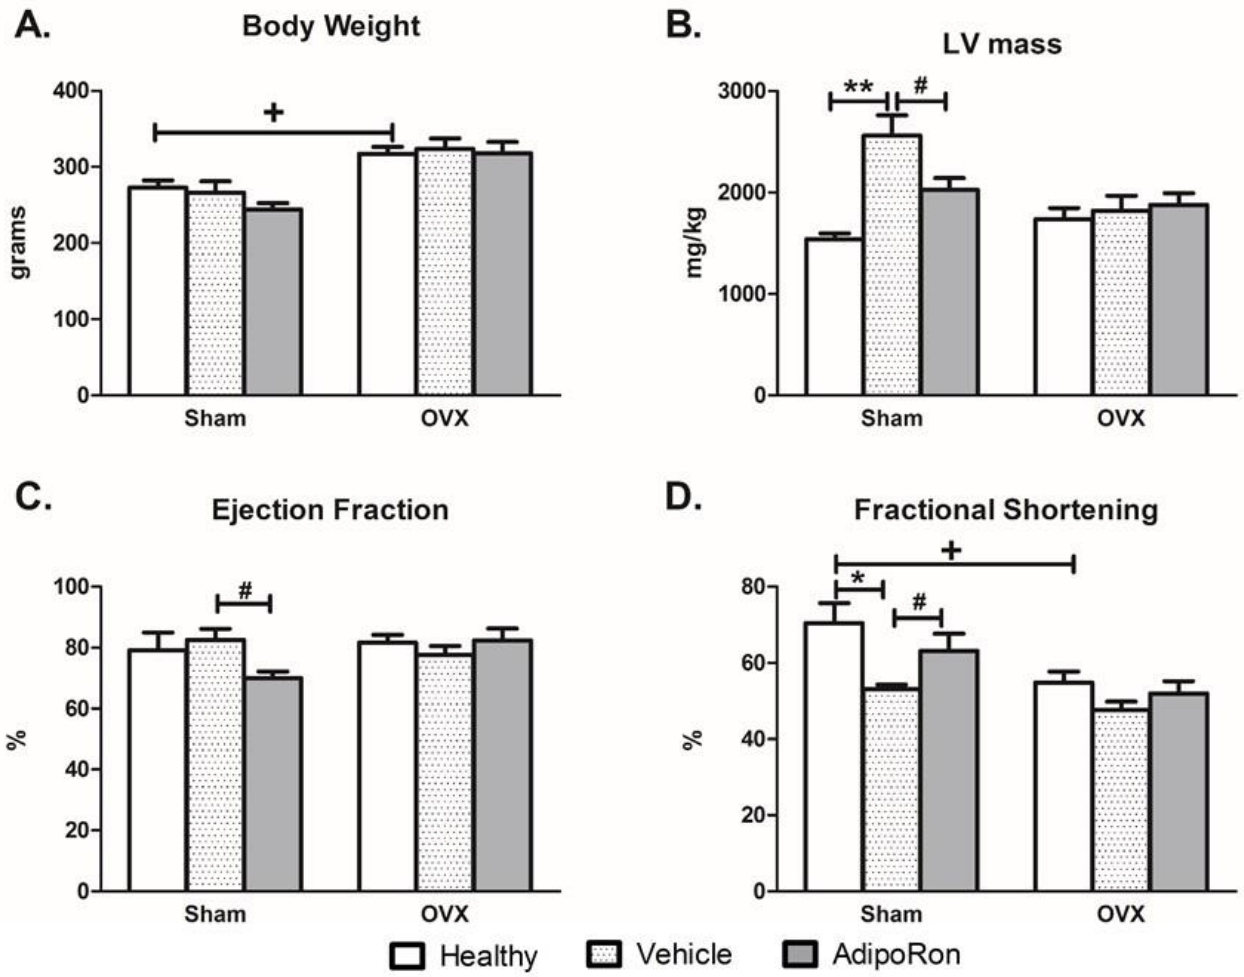 A.
Body Weight
400
300
200
100
0
grams
+
Sham
OVX
B.
LV mass
3000
2000
1000
0
mg/kg
**
#
Sham
OVX
C.
Ejection Fraction
100
80
60
40
20
0
%
#
Sham
OVX
D.
Fractional Shortening
80
60
40
20
0
%
+
*
#
Sham
OVX
Healthy
Vehicle
AdipoRon